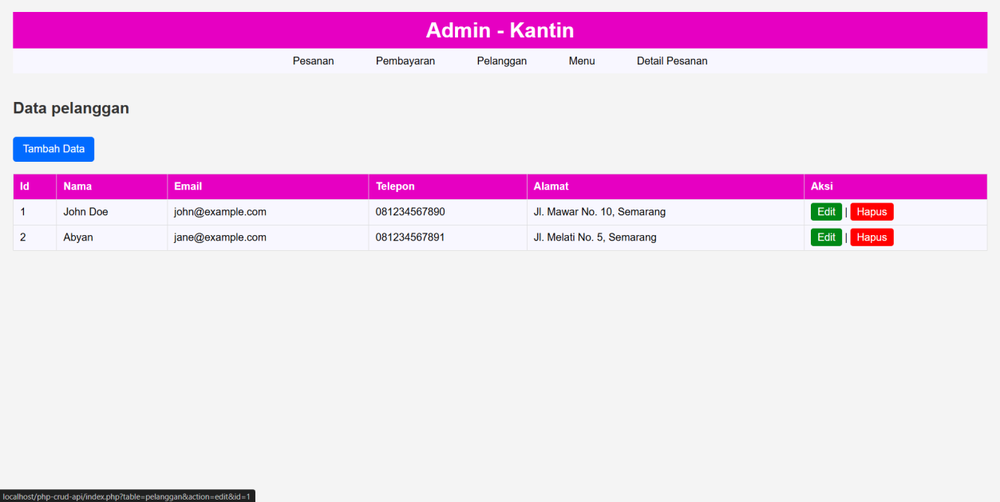 Admin - Kantin
Pesanan Pembayaran Pelanggan Menu Detail Pesanan
Data pelanggan
Tambah Data
Id Nama Email Telepon Alamat Aksi
1 John Doe john@example.com 081234567890 Jl. Mawar No. 10, Semarang Edit | Hapus
2 Abyan jane@example.com 081234567891 Jl. Melati No. 5, Semarang Edit | Hapus
localhost/php-crud-api/index.php?table=pelanggan&action=edit&id=1